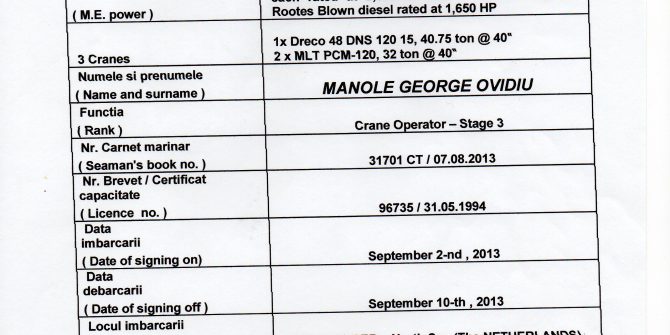 ( M.E. power )
Rootes Blown diesel rated at 1,650 HP
3 Cranes
1x Dreco 48 DNS 120 15, 40.75 ton @ 40"
2 x MLT PCM-120, 32 ton @ 40"
Numele si prenumele
( Name and surname )
MANOLE GEORGE OVIDIU
Functia
( Rank )
Crane Operator – Stage 3
Nr. Carnet marinar
( Seaman's book no. )
31701 CT / 07.08.2013
Nr. Brevet / Certificat
capacitate
( Licence no. )
96735 / 31.05.1994
Data
imbarcarii
( Date of signing on)
September 2-nd , 2013
Data
debarcarii
( Date of signing off )
September 10-th , 2013
Locul imbarcarii
(The NETHERLANDS)